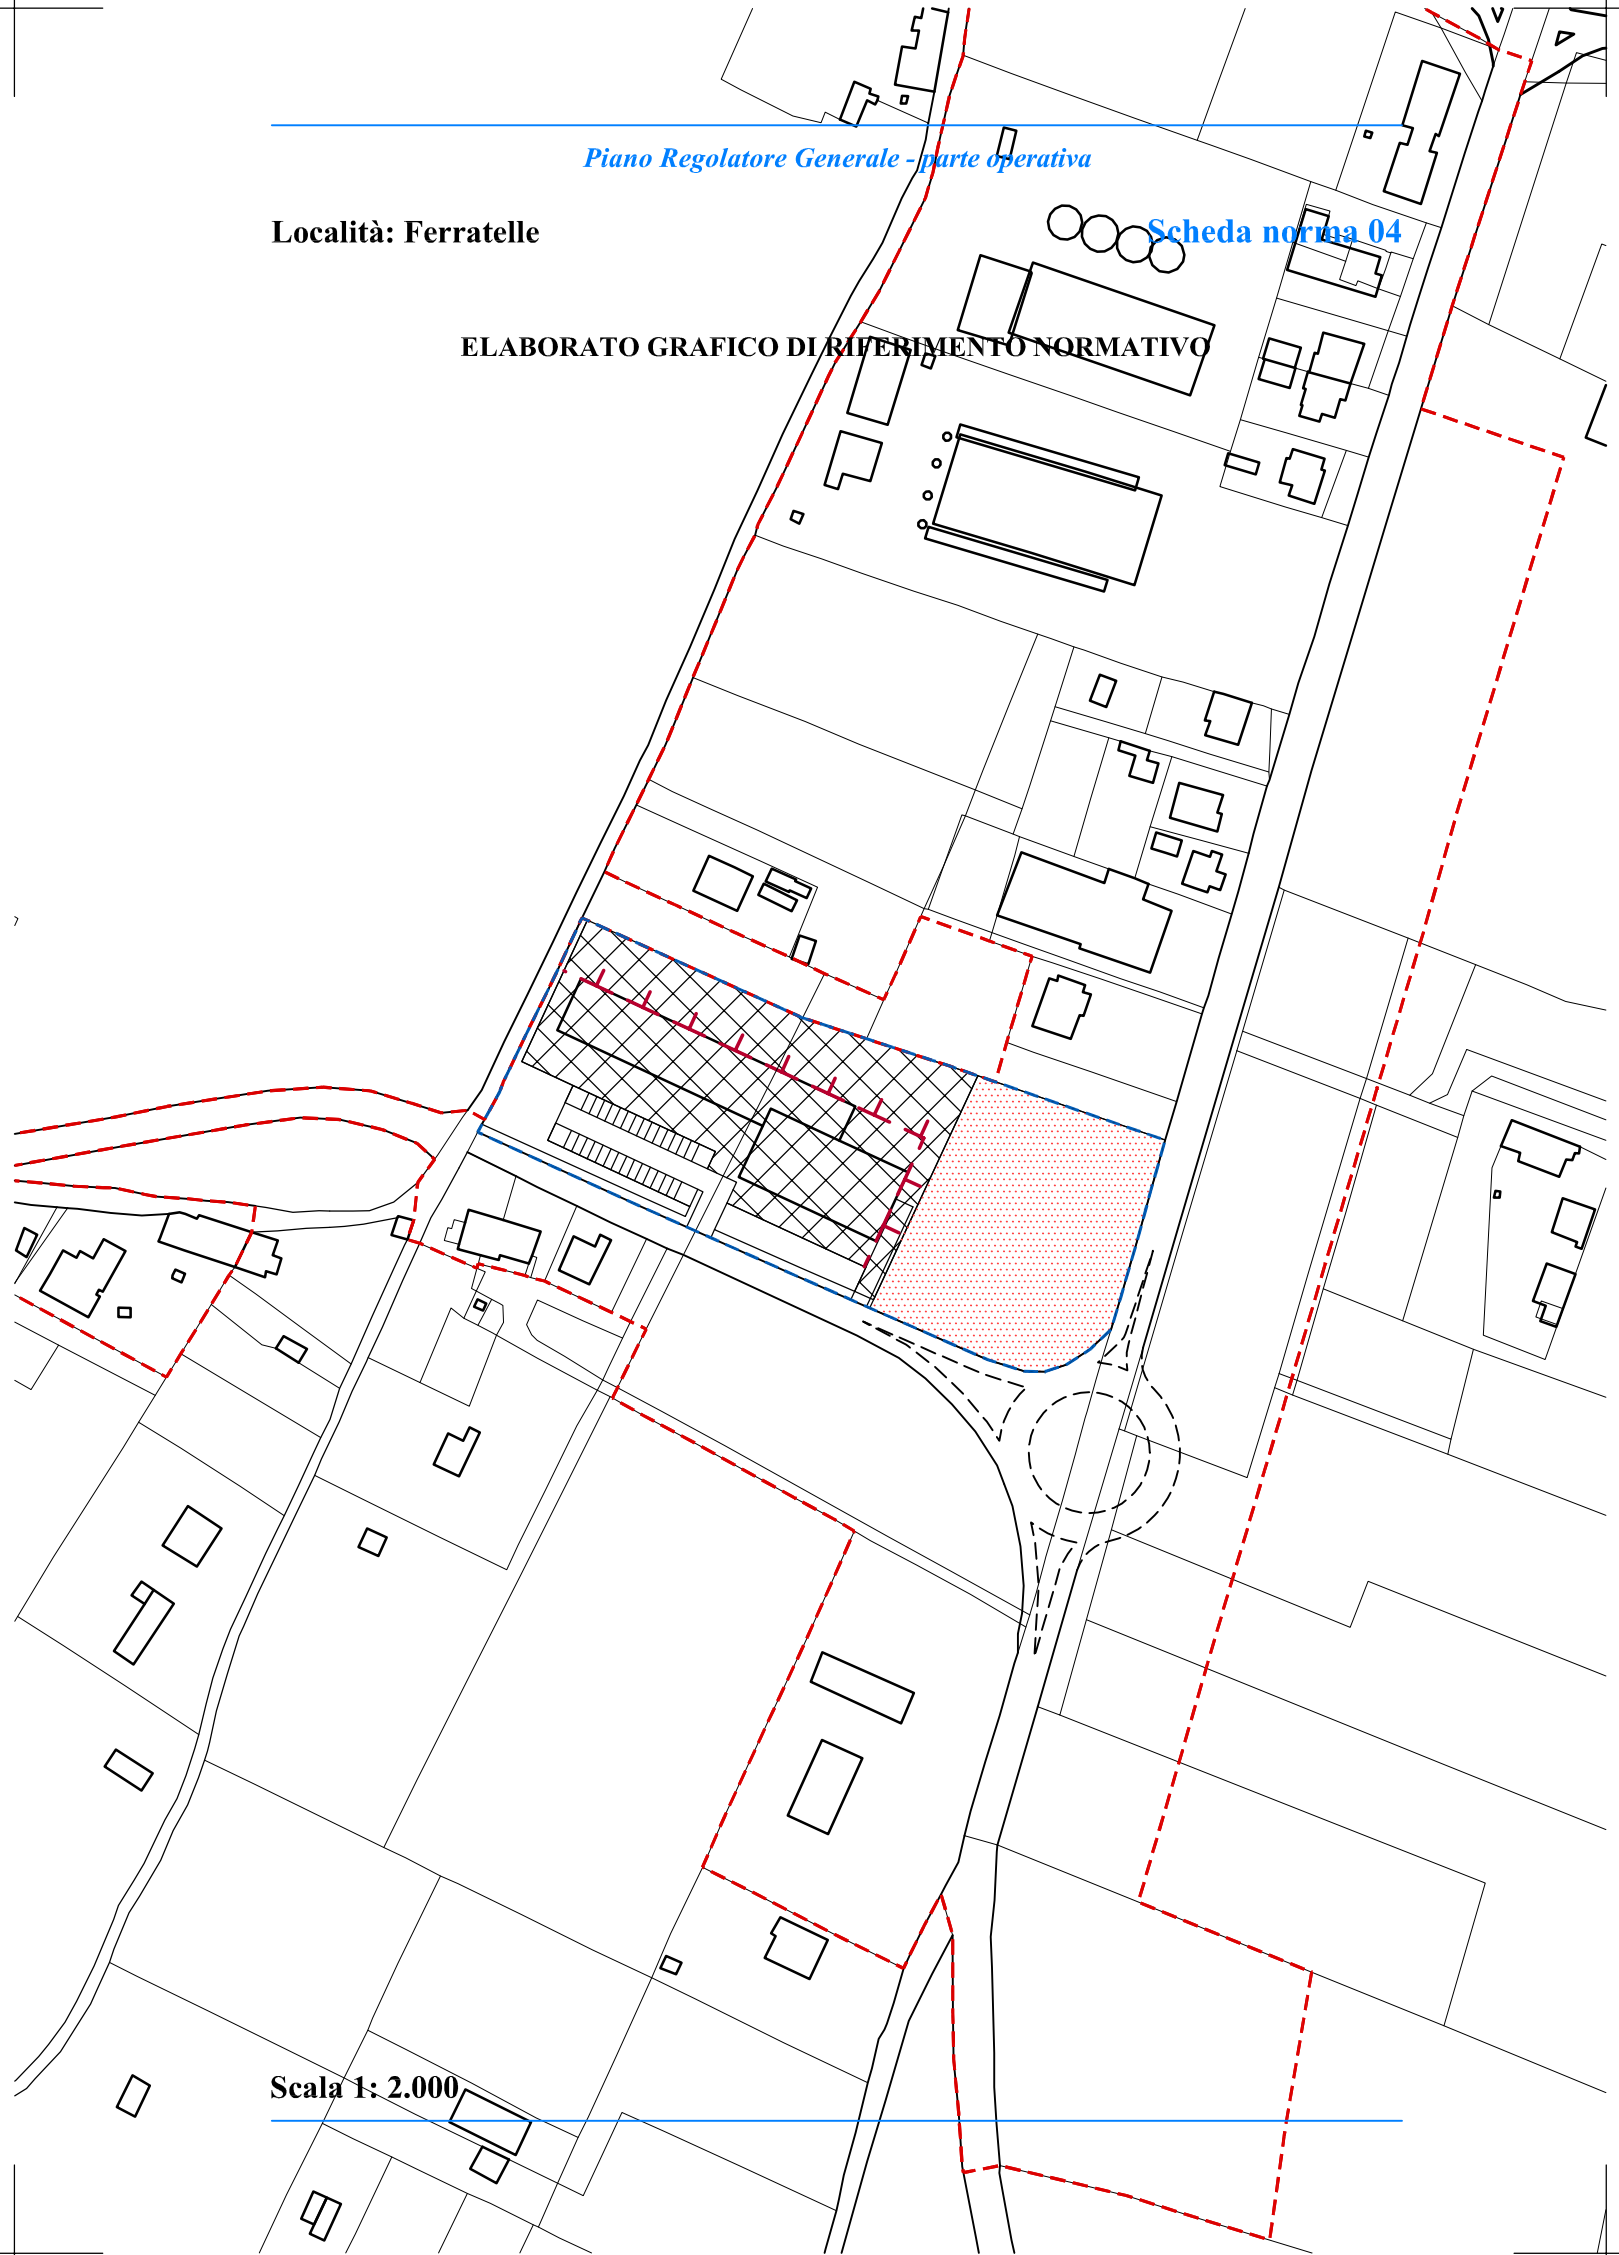 Piano Regolatore Generale - parte operativa
Località: Ferratelle
Scheda norma 04
ELABORATO GRAFICO DI RIFERIMENTO NORMATIVO
Scala 1: 2.000